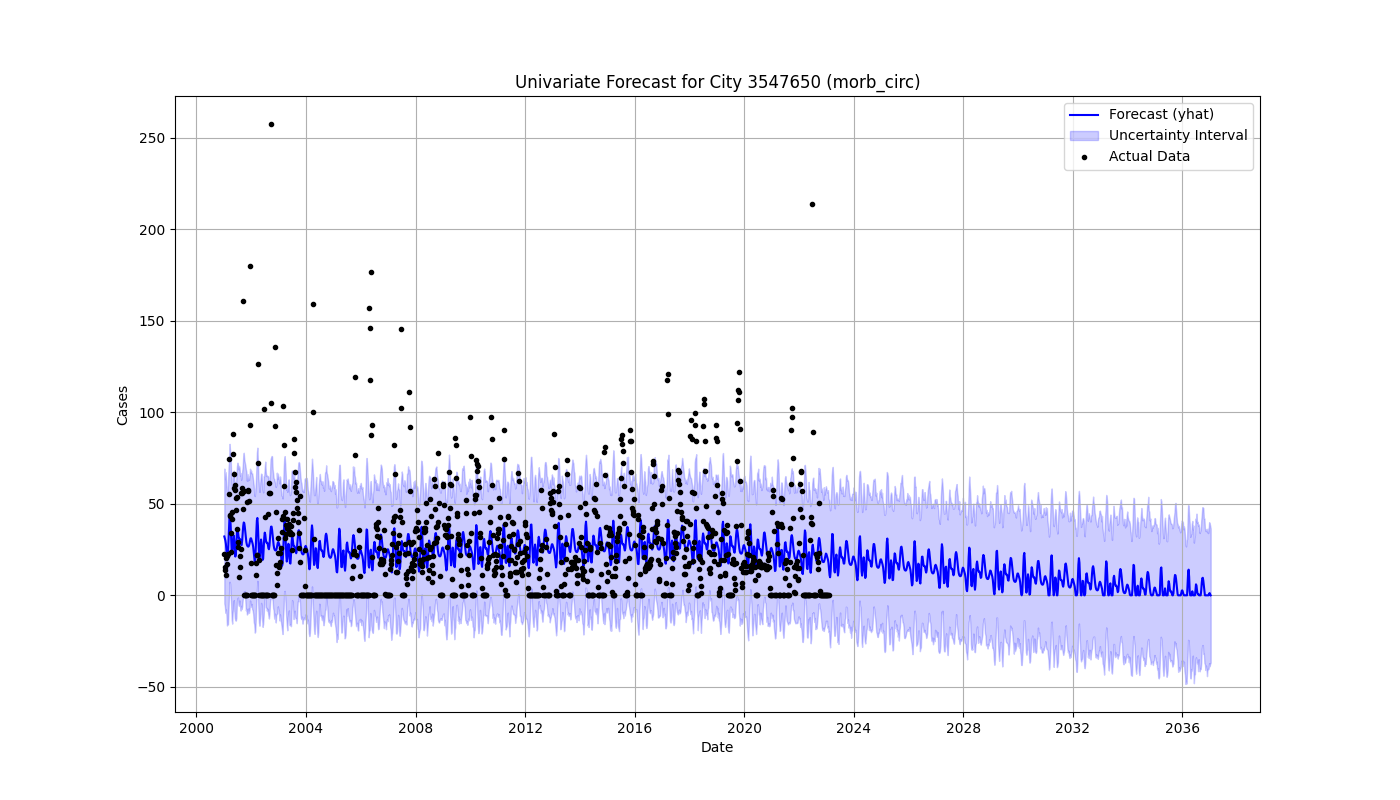 Univariate Forecast for City 3547650 (morb_circ)
Forecast (yhat)
Uncertainty Interval
Actual Data
250
200
150
100
50
0
−50
Cases
2000 2004 2008 2012 2016 2020 2024 2028 2032 2036
Date